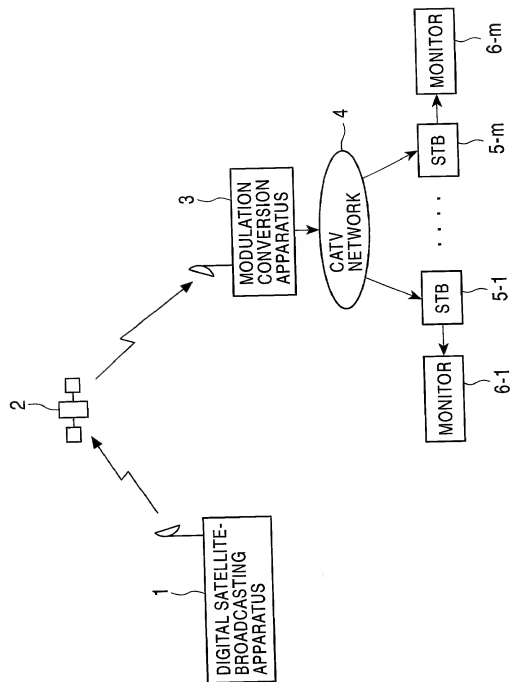 2
1
DIGITAL SATELLITE-
BROADCASTING
APPARATUS
3
MODULATION
CONVERSION
APPARATUS
4
CATV
NETWORK
MONITOR
6-1
STB
5-1
. . . .
STB
5-m
MONITOR
6-m